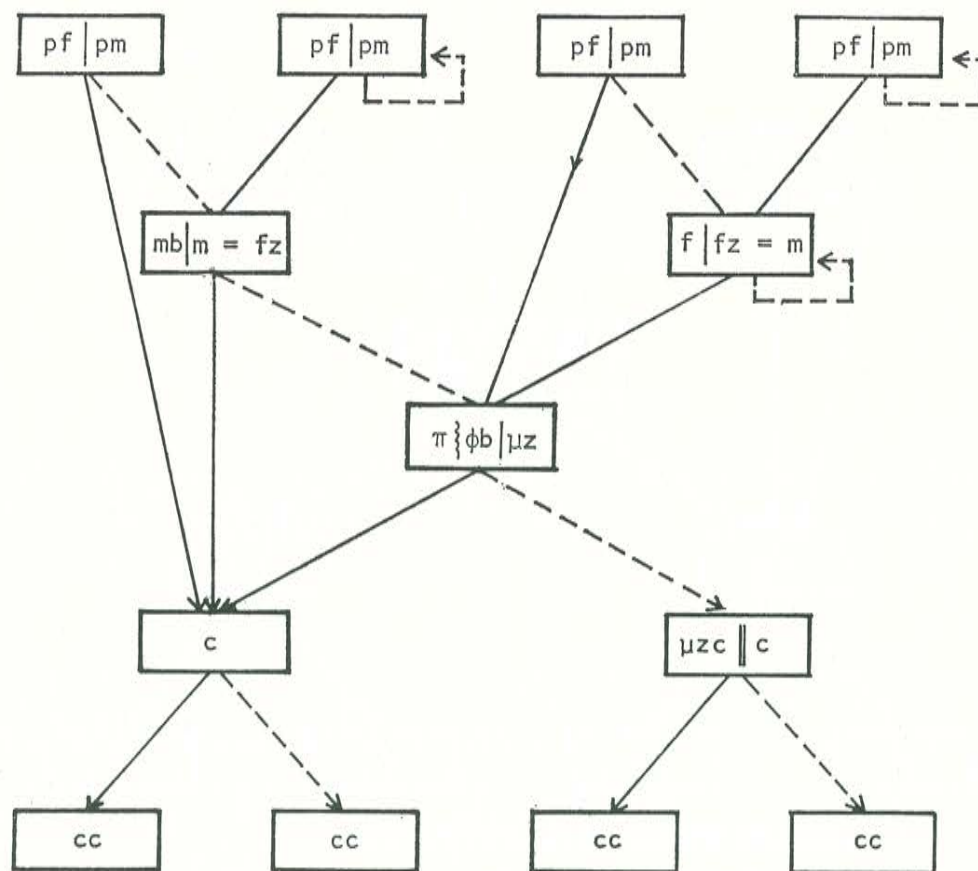 pf|pm pf|pm pf|pm pf|pm
mb|m = fz f|fz = m
π}ϕb|μz
c μzc ‖ c
cc cc cc cc